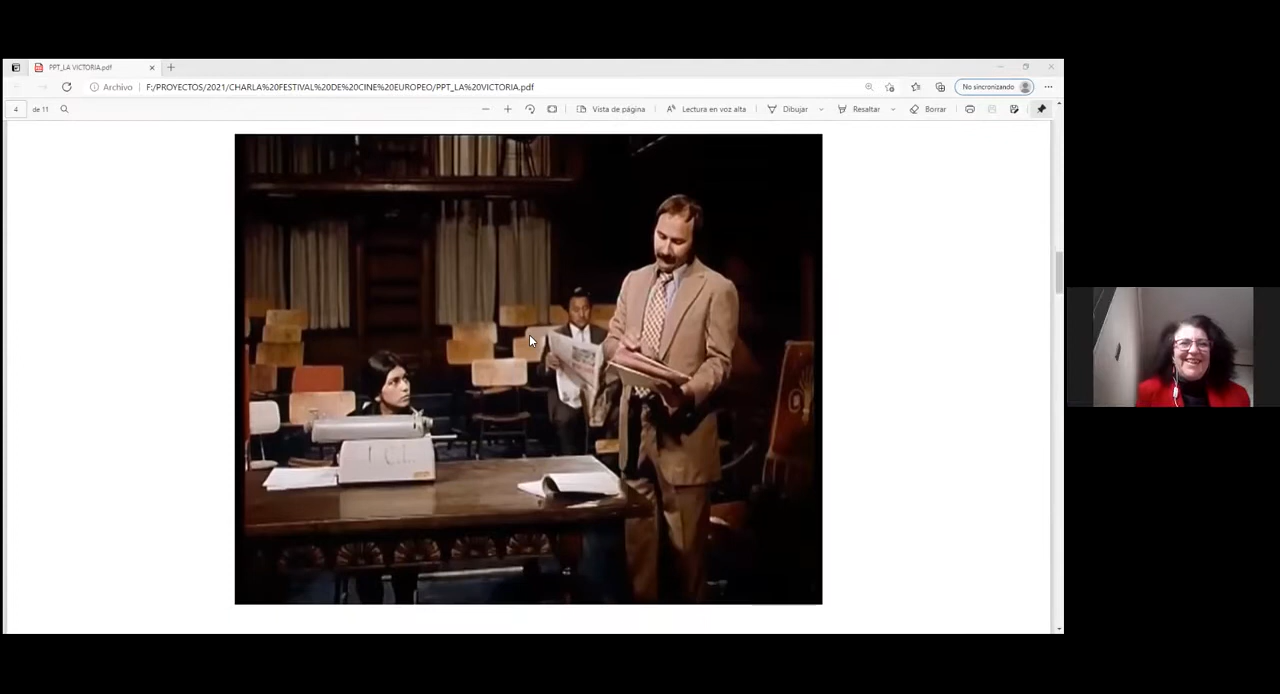 PPT_LA VICTORIA.pdf
Archivo F:/PROYECTOS/2021/CHARLA%20FESTIVAL%20DE%20CINE%20EUROPEO/PPT_LA%20VICTORIA.pdf No sincronizando
4 de 11 Vista de página Lectura en voz alta Dibujar Resaltar Borrar